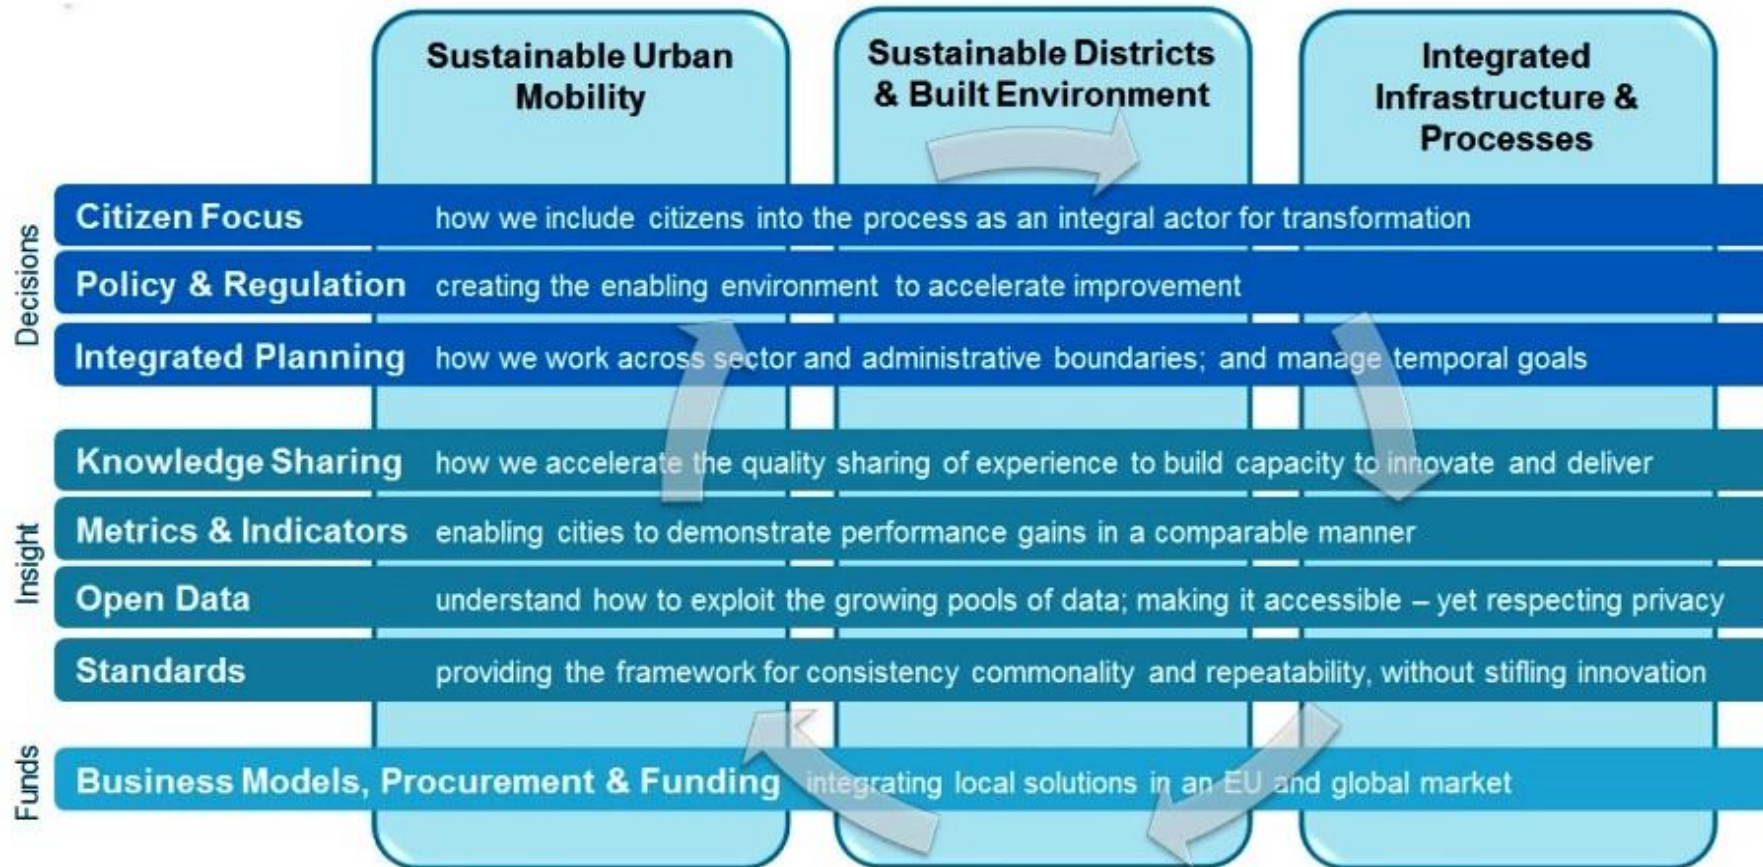 Sustainable Urban
Mobility
Sustainable Districts
& Built Environment
Integrated
Infrastructure &
Processes
Decisions
Citizen Focus how we include citizens into the process as an integral actor for transformation
Policy & Regulation creating the enabling environment to accelerate improvement
Integrated Planning how we work across sector and administrative boundaries; and manage temporal goals
Insight
Knowledge Sharing how we accelerate the quality sharing of experience to build capacity to innovate and deliver
Metrics & Indicators enabling cities to demonstrate performance gains in a comparable manner
Open Data understand how to exploit the growing pools of data; making it accessible – yet respecting privacy
Standards providing the framework for consistency commonality and repeatability, without stifling innovation
Funds
Business Models, Procurement & Funding integrating local solutions in an EU and global market